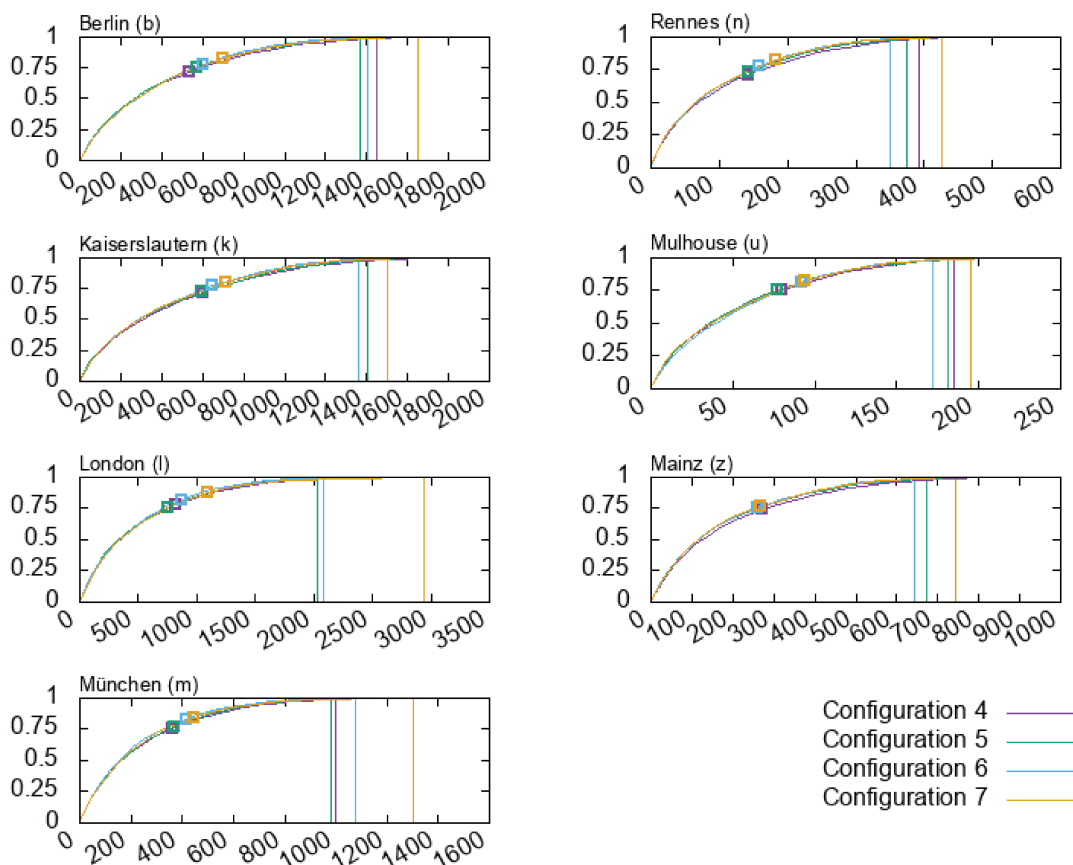 Berlin (b)
1
0.75
0.5
0.25
0
0 200 400 600 800 1000 1200 1400 1600 1800 2000
Rennes (n)
1
0.75
0.5
0.25
0
0 100 200 300 400 500 600
Kaiserslautern (k)
1
0.75
0.5
0.25
0
0 200 400 600 800 1000 1200 1400 1600 1800 2000
Mulhouse (u)
1
0.75
0.5
0.25
0
0 50 100 150 200 250
London (l)
1
0.75
0.5
0.25
0
0 500 1000 1500 2000 2500 3000 3500
Mainz (z)
1
0.75
0.5
0.25
0
0 100 200 300 400 500 600 700 800 900 1000
München (m)
1
0.75
0.5
0.25
0
0 200 400 600 800 1000 1200 1400 1600
Configuration 4
Configuration 5
Configuration 6
Configuration 7